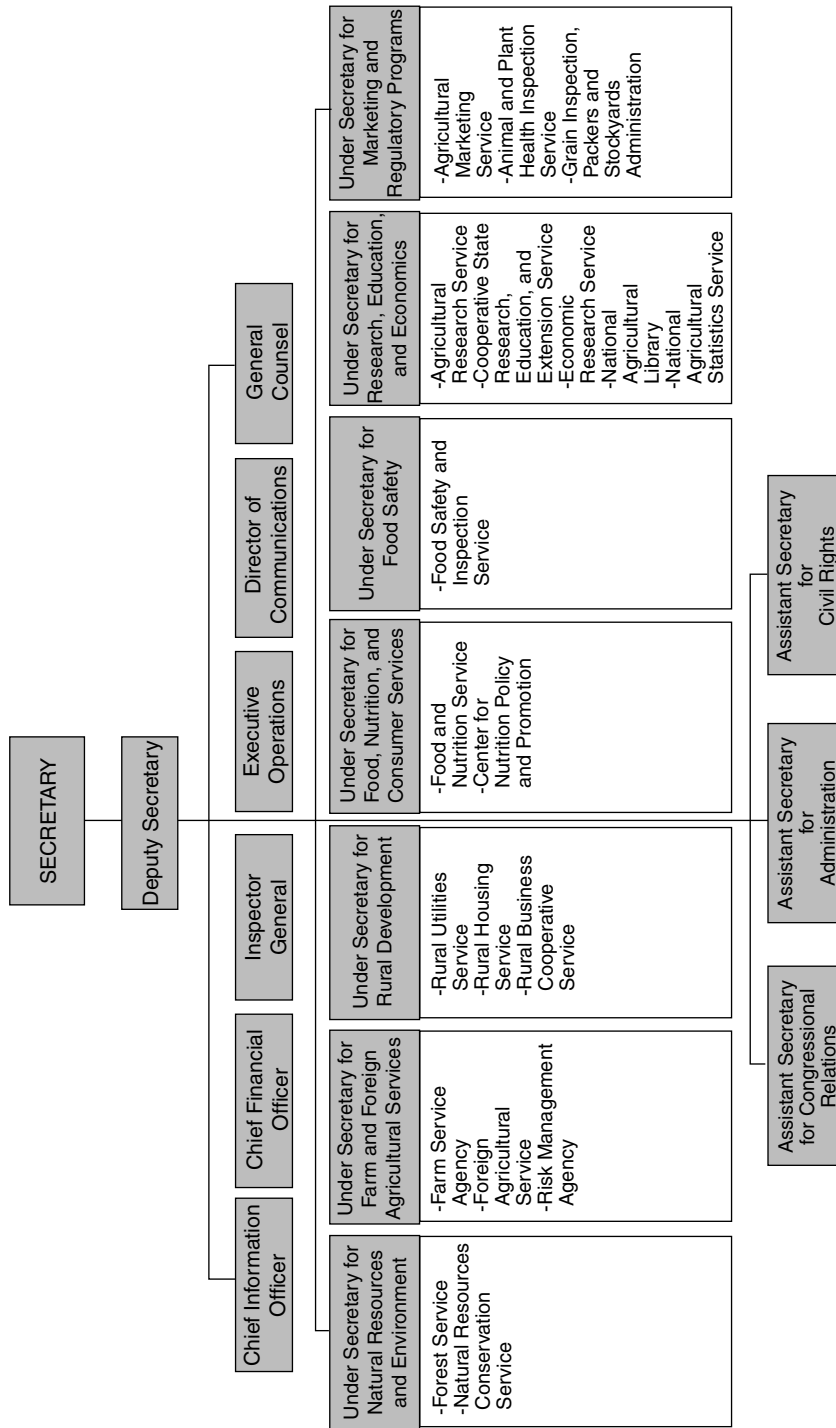 SECRETARY
Deputy Secretary
Chief Information
Officer
Chief Financial
Officer
Inspector
General
Executive
Operations
Director of
Communications
General
Counsel
Under Secretary for
Natural Resources
and Environment
-Forest Service
-Natural Resources
Conservation
Service
Under Secretary for
Farm and Foreign
Agricultural Services
-Farm Service
Agency
-Foreign
Agricultural
Service
-Risk Management
Agency
Under Secretary for
Rural Development
-Rural Utilities
Service
-Rural Housing
Service
-Rural Business
Cooperative
Service
Under Secretary for
Food, Nutrition, and
Consumer Services
-Food and
Nutrition Service
-Center for
Nutrition Policy
and Promotion
Under Secretary for
Food Safety
-Food Safety and
Inspection
Service
Under Secretary for
Research, Education,
and Economics
-Agricultural
Research Service
-Cooperative State
Research,
Education, and
Extension Service
-Economic
Research Service
-National
Agricultural
Library
-National
Agricultural
Statistics Service
Under Secretary for
Marketing and
Regulatory Programs
-Agricultural
Marketing
Service
-Animal and Plant
Health Inspection
Service
-Grain Inspection,
Packers and
Stockyards
Administration
Assistant Secretary
for Congressional
Relations
Assistant Secretary
for
Administration
Assistant Secretary
for
Civil Rights